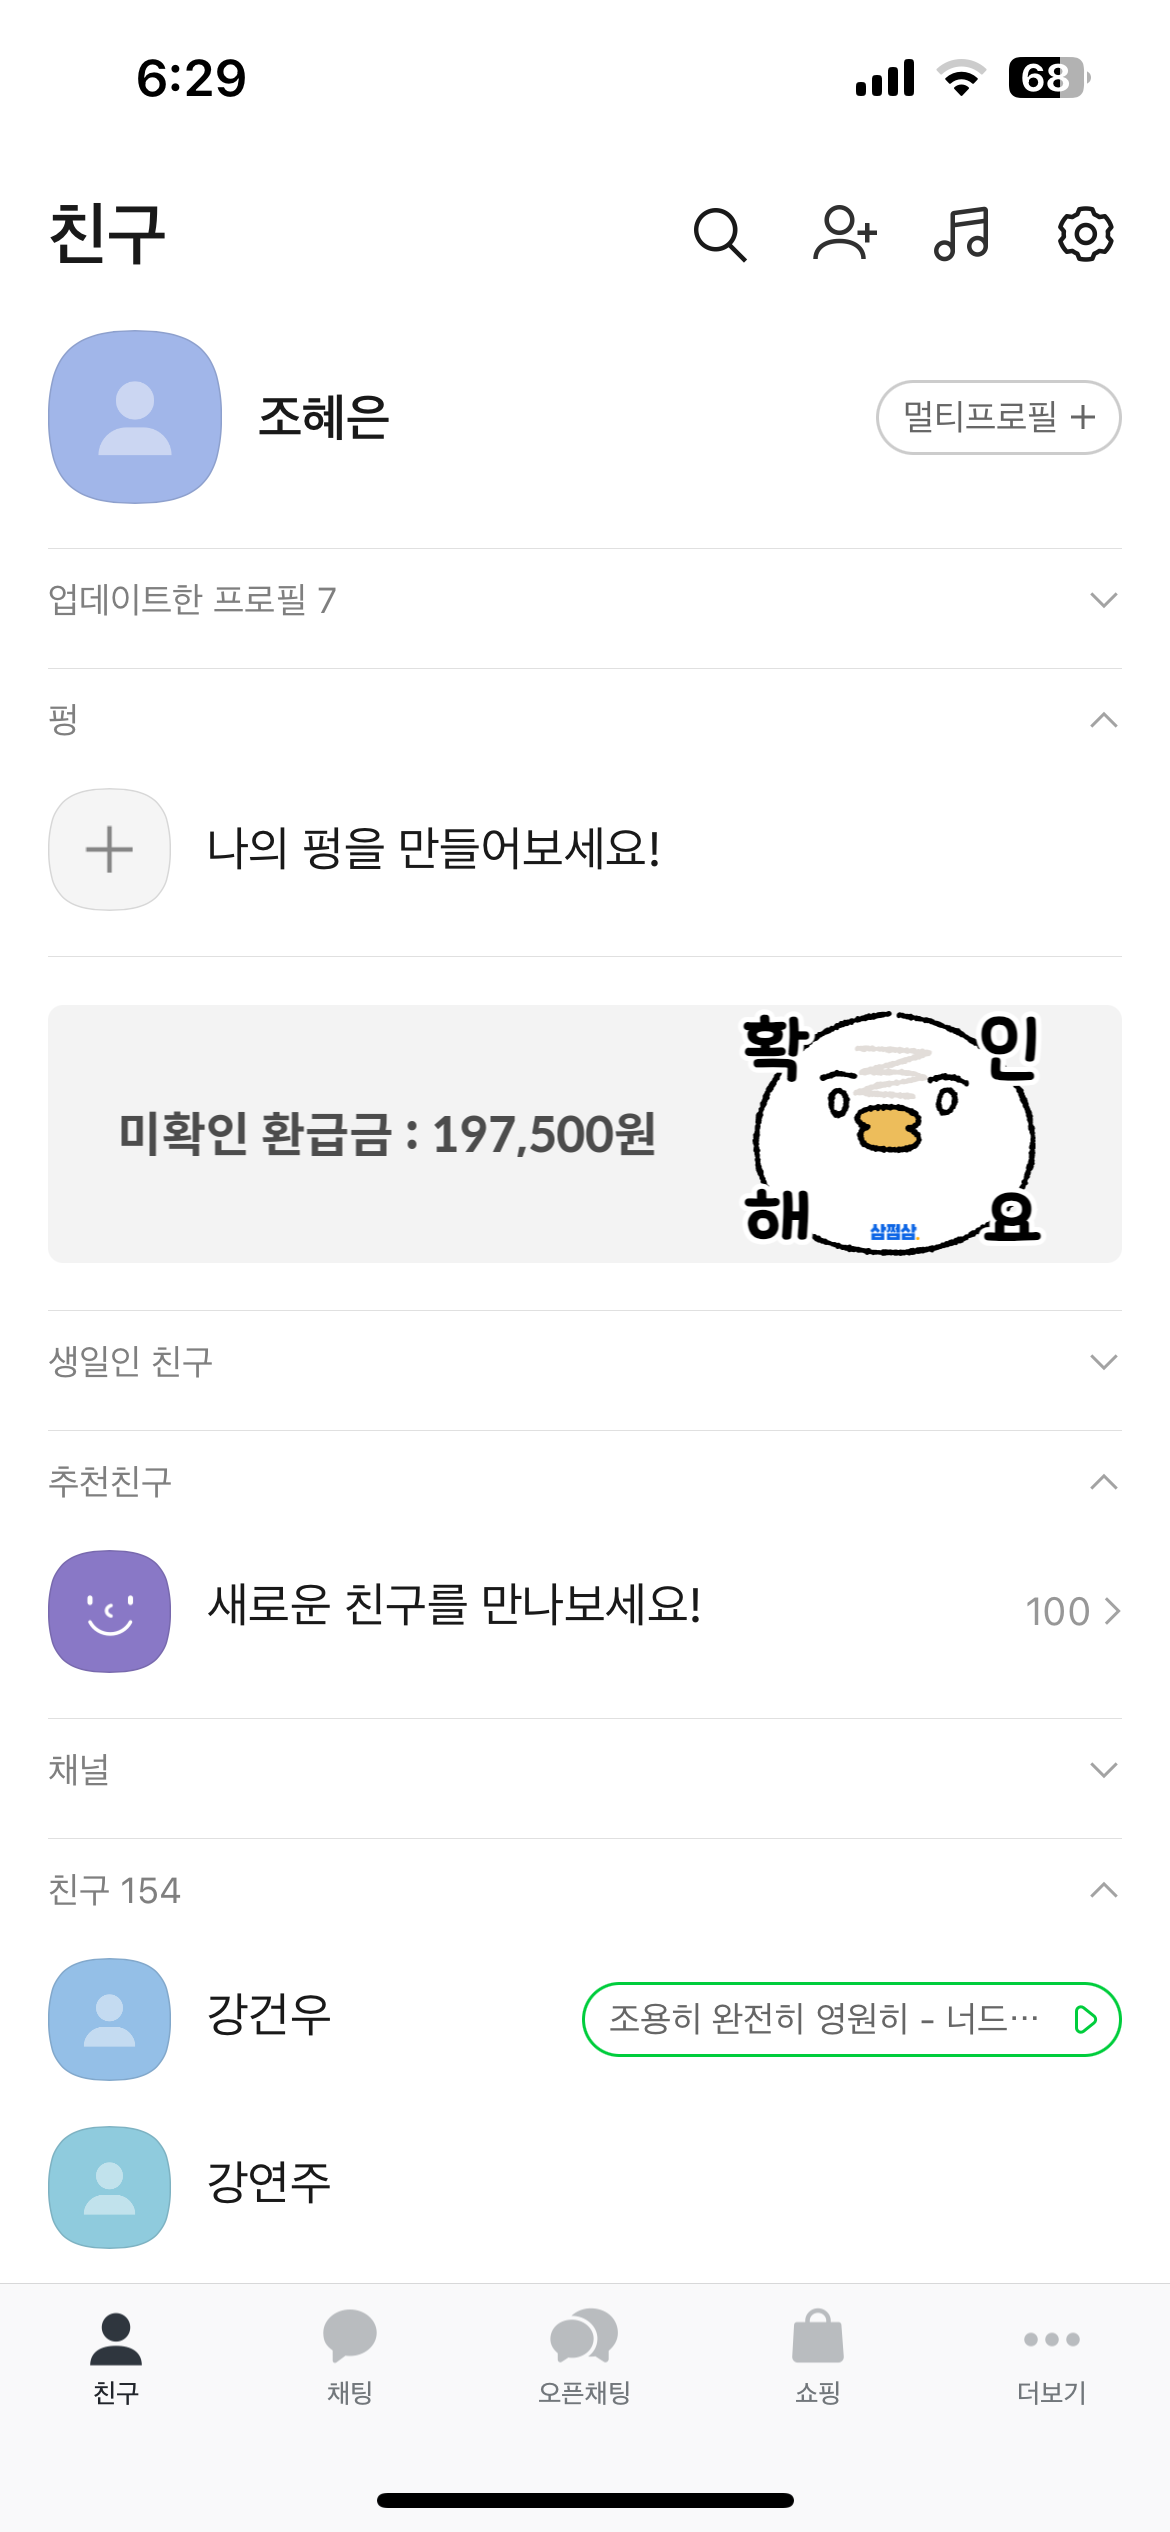 6:29
68
친구
조혜은
멀티프로필 +
업데이트한 프로필 7
펑
나의 펑을 만들어보세요!
미확인 환급금 : 197,500원
확인
해요
삼쩜삼.
생일인 친구
추천친구
새로운 친구를 만나보세요!
100
채널
친구 154
강건우
조용히 완전히 영원히 - 너드…
강연주
친구
채팅
오픈채팅
쇼핑
더보기